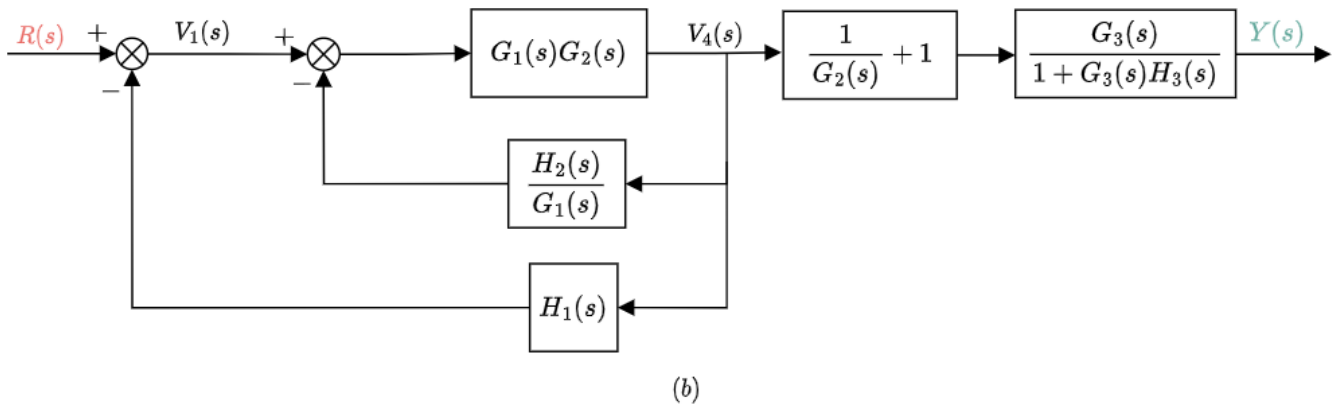 R(s)
+
−
V₁(s)
+
−
G₁(s)G₂(s)
V₄(s)
1
G₂(s) + 1
G₃(s)
1 + G₃(s)H₃(s)
Y(s)
H₂(s)
G₁(s)
H₁(s)
(b)